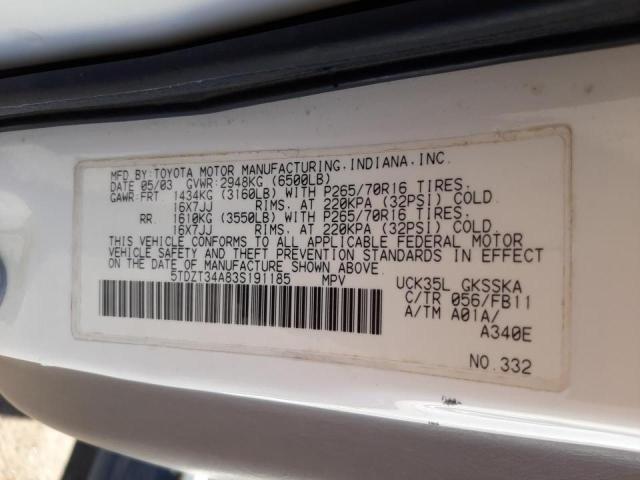 MFD.BY:TOYOTA MOTOR MANUFACTURING,INDIANA,INC.
DATE 05/03 GVWR:2948KG (6500LB)
GAWR:FRT 1434KG (3160LB) WITH P265/70R16 TIRES.
16X7JJ RIMS. AT 220KPA (32PSI) COLD
RR 1610KG (3550LB) WITH P265/70R16 TIRES.
16X7JJ RIMS. AT 220KPA (32PSI) COLD.
THIS VEHICLE CONFORMS TO ALL APPLICABLE FEDERAL MOTOR
VEHICLE SAFETY AND THEFT PREVENTION STANDARDS IN
EFFECT ON THE DATE OF MANUFACTURE SHOWN ABOVE.
5TDZT34A83S191185 MPV
UCK35L GKSSKA
C/TR 056/FB11
A/TM A01A/
A340E
NO.332